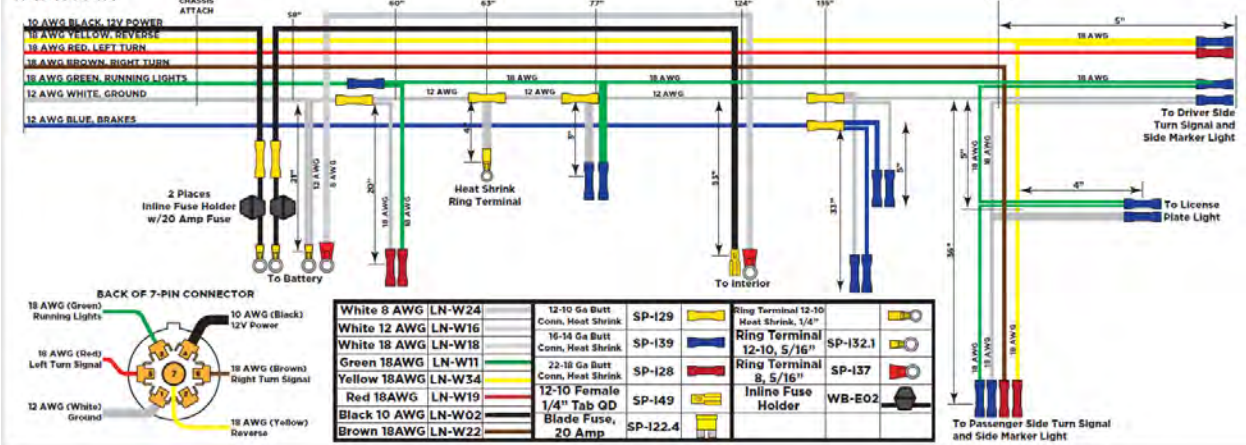 CHASSIS
ATTACH
58"
60"
63"
77"
124"
10 AWG BLACK, 12V POWER
18 AWG YELLOW, REVERSE
18 AWG RED, LEFT TURN
18 AWG BROWN, RIGHT TURN
18 AWG GREEN, RUNNING LIGHTS
12 AWG WHITE, GROUND
12 AWG BLUE, BRAKES
5"
18 AWG
18 AWG
18 AWG
18 AWG
12 AWG
12 AWG
12 AWG
To Driver Side
Turn Signal and
Side Marker Light
21"
12 AWG
8 AWG
20"
18 AWG
18 AWG
4"
3"
5"
33"
5"
18 AWG
18 AWG
4"
36"
Heat Shrink
Ring Terminal
2 Places
Inline Fuse Holder
w/20 Amp Fuse
To License
Plate Light
To Battery
To Interior
18 AWG
18 AWG
18 AWG
To Passenger Side Turn Signal
and Side Marker Light
BACK OF 7-PIN CONNECTOR
18 AWG (Green)
Running Lights
10 AWG (Black)
12V Power
18 AWG (Red)
Left Turn Signal
18 AWG (Brown)
Right Turn Signal
12 AWG (White)
Ground
18 AWG (Yellow)
Reverse
7
White 8 AWG LN-W24
White 12 AWG LN-W16
White 18 AWG LN-W18
Green 18AWG LN-W11
Yellow 18AWG LN-W34
Red 18AWG LN-W19
Black 10 AWG LN-W02
Brown 18AWG LN-W22
12-10 Ga Butt
Conn, Heat Shrink
SP-I29
16-14 Ga Butt
Conn, Heat Shrink
SP-I39
22-18 Ga Butt
Conn, Heat Shrink
SP-I28
12-10 Female
1/4" Tab QD
SP-I49
Blade Fuse,
20 Amp
SP-I22.4
Ring Terminal 12-10
Heat Shrink, 1/4"
Ring Terminal
12-10, 5/16"
SP-I32.1
Ring Terminal
8, 5/16"
SP-I37
Inline Fuse
Holder
WB-E02